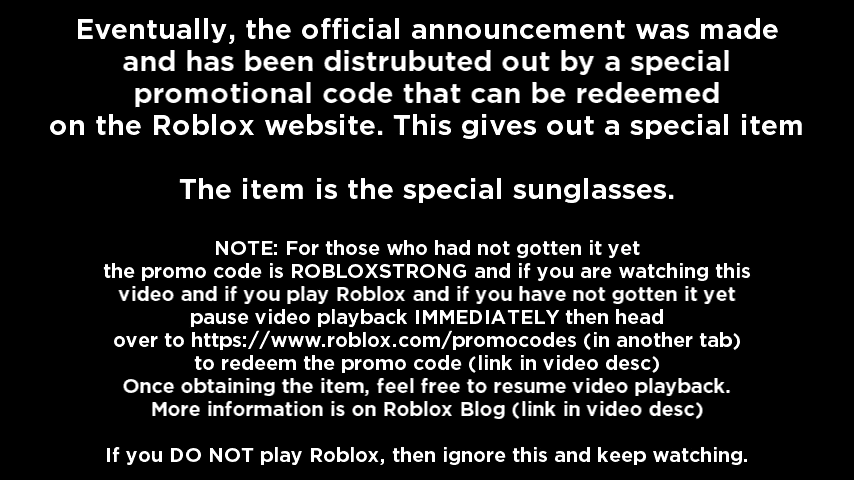 Eventually, the official announcement was made
and has been distrubuted out by a special
promotional code that can be redeemed
on the Roblox website. This gives out a special item
The item is the special sunglasses.
NOTE: For those who had not gotten it yet
the promo code is ROBLOXSTRONG and if you are watching this
video and if you play Roblox and if you have not gotten it yet
pause video playback IMMEDIATELY then head
over to https://www.roblox.com/promocodes (in another tab)
to redeem the promo code (link in video desc)
Once obtaining the item, feel free to resume video playback.
More information is on Roblox Blog (link in video desc)
If you DO NOT play Roblox, then ignore this and keep watching.